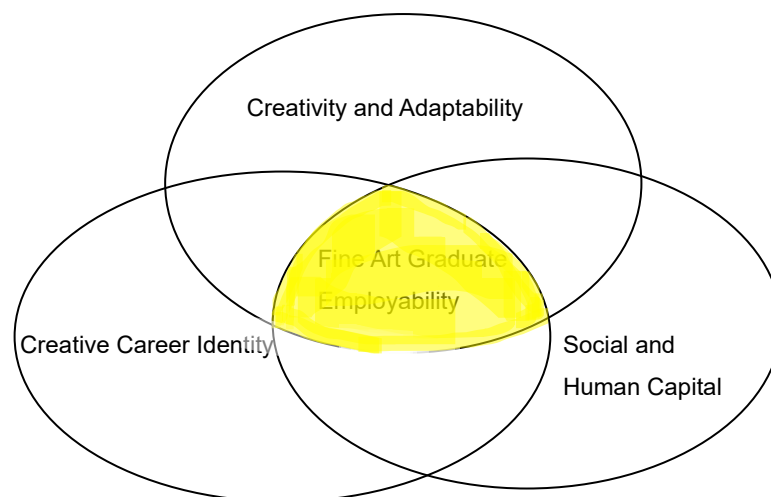 Creativity and Adaptability
Fine Art Graduate
Employability
Creative Career Identity
Social and
Human Capital